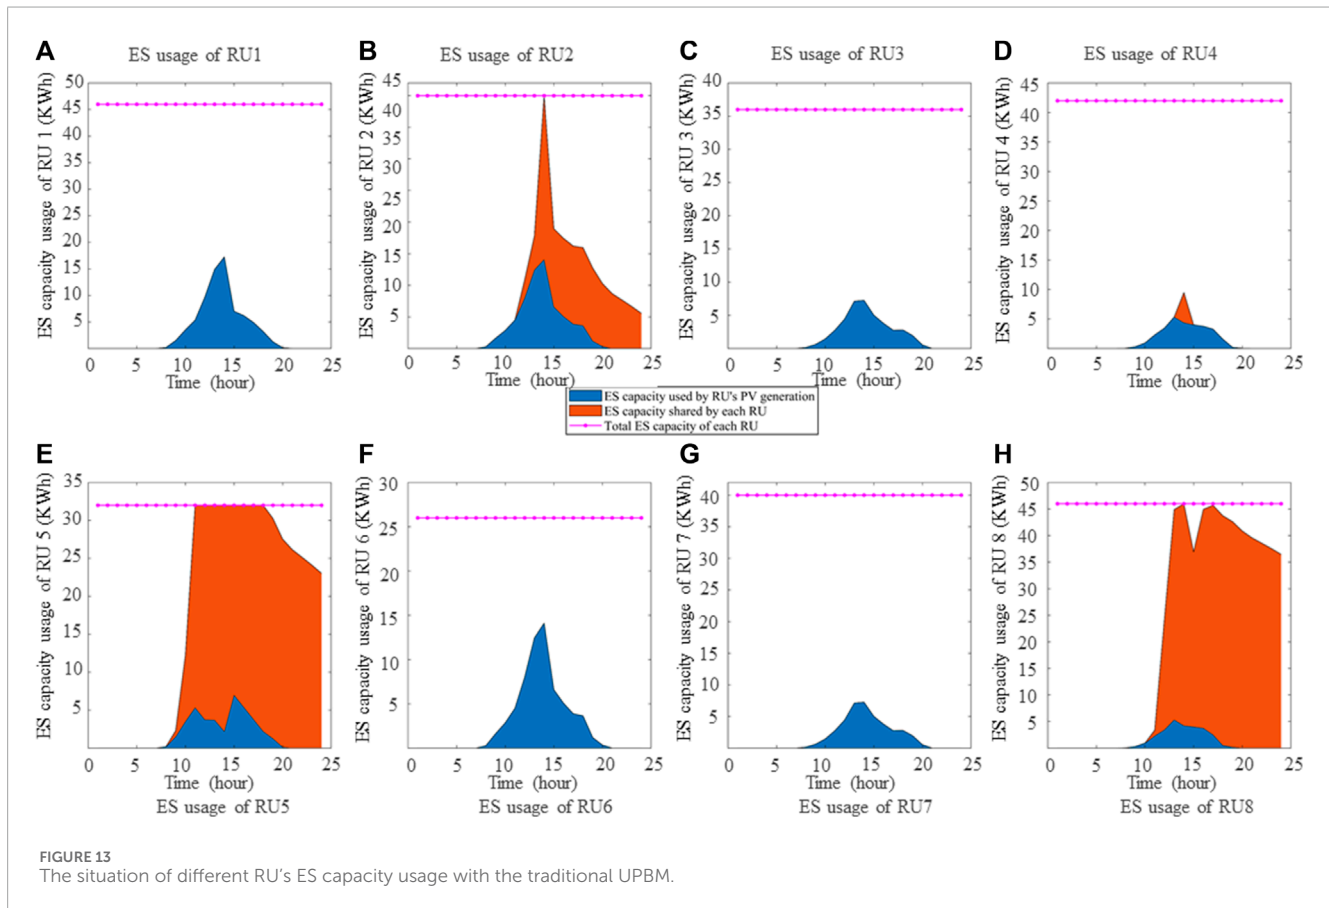 A
ES usage of RU1
ES capacity usage of RU 1 (KWh)
50
45
40
35
30
25
20
15
10
5
0 5 10 15 20 25
Time (hour)
B
ES usage of RU2
ES capacity usage of RU 2 (KWh)
45
40
35
30
25
20
15
10
5
0 5 10 15 20 25
Time (hour)
C
ES usage of RU3
ES capacity usage of RU 3 (KWh)
40
35
30
25
20
15
10
5
0 5 10 15 20 25
Time (hour)
D
ES usage of RU4
ES capacity usage of RU 4 (KWh)
45
40
35
30
25
20
15
10
5
0 5 10 15 20 25
Time (hour)
ES capacity used by RU's PV generation
ES capacity shared by each RU
Total ES capacity of each RU
E
ES capacity usage of RU 5 (KWh)
35
30
25
20
15
10
5
0 5 10 15 20 25
Time (hour)
ES usage of RU5
F
ES capacity usage of RU 6 (KWh)
30
25
20
15
10
5
0 5 10 15 20 25
Time (hour)
ES usage of RU6
G
ES capacity usage of RU 7 (KWh)
40
35
30
25
20
15
10
5
0 5 10 15 20 25
Time (hour)
ES usage of RU7
H
ES capacity usage of RU 8 (KWh)
50
45
40
35
30
25
20
15
10
5
0 5 10 15 20 25
Time (hour)
ES usage of RU8
FIGURE 13
The situation of different RU's ES capacity usage with the traditional UPBM.